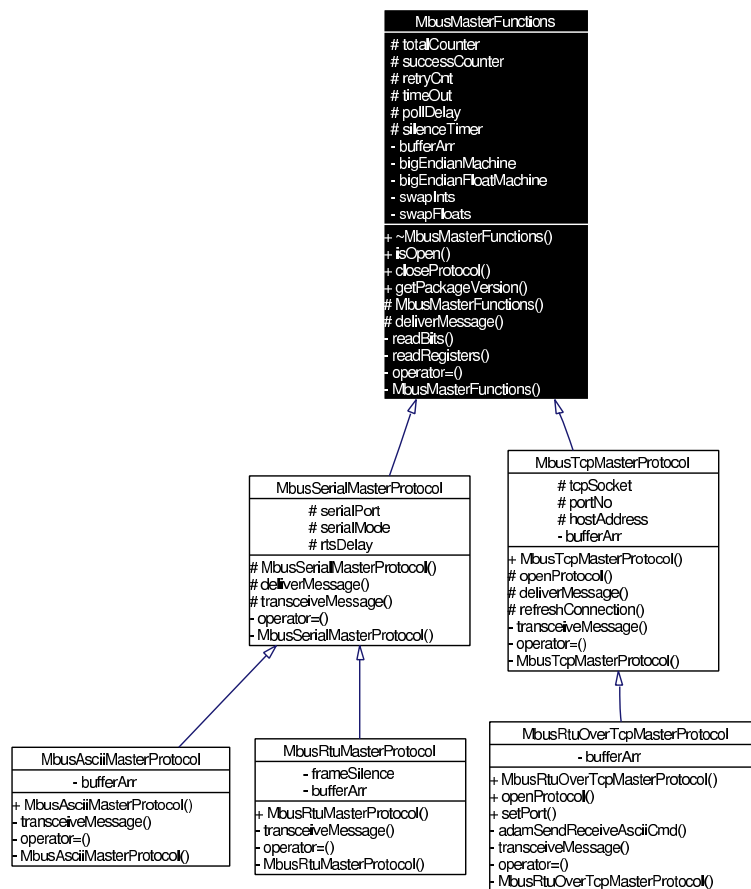 MbusMasterFunctions
# totalCounter
# successCounter
# retryCnt
# timeOut
# pollDelay
# silenceTimer
- bufferArr
- bigEndianMachine
- bigEndianFloatMachine
- swapInts
- swapFloats
+ ~MbusMasterFunctions()
+ isOpen()
+ closeProtocol()
+ getPackageVersion()
# MbusMasterFunctions()
# deliverMessage()
- readBits()
- readRegisters()
- operator=()
- MbusMasterFunctions()
MbusSerialMasterProtocol
# serialPort
# serialMode
# rtsDelay
# MbusSerialMasterProtocol()
# deliverMessage()
# transceiveMessage()
- operator=()
- MbusSerialMasterProtocol()
MbusTcpMasterProtocol
# tcpSocket
# portNo
# hostAddress
- bufferArr
+ MbusTcpMasterProtocol()
# openProtocol()
# deliverMessage()
# refreshConnection()
- transceiveMessage()
- operator=()
- MbusTcpMasterProtocol()
MbusAsciiMasterProtocol
- bufferArr
+ MbusAsciiMasterProtocol()
- transceiveMessage()
- operator=()
- MbusAsciiMasterProtocol()
MbusRtuMasterProtocol
- frameSilence
- bufferArr
+ MbusRtuMasterProtocol()
- transceiveMessage()
- operator=()
- MbusRtuMasterProtocol()
MbusRtuOverTcpMasterProtocol
- bufferArr
+ MbusRtuOverTcpMasterProtocol()
+ openProtocol()
+ setPort()
- adamSendReceiveAsciiCmd()
- transceiveMessage()
- operator=()
- MbusRtuOverTcpMasterProtocol()